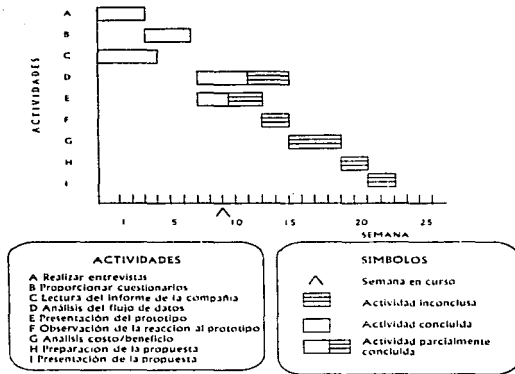 ACTIVIDADES
A
B
C
D
E
F
G
H
I
1 5 10 15 20 25
SEMANA
ACTIVIDADES
A Realizar entrevistas
B Proporcionar cuestionarios
C Lectura del informe de la compañía
D Análisis del flujo de datos
E Presentación del prototipo
F Observación de la reacción al prototipo
G Análisis costo/beneficio
H Preparación de la propuesta
I Presentación de la propuesta
SIMBOLOS
Semana en curso
Actividad inconclusa
Actividad concluida
Actividad parcialmente
concluida